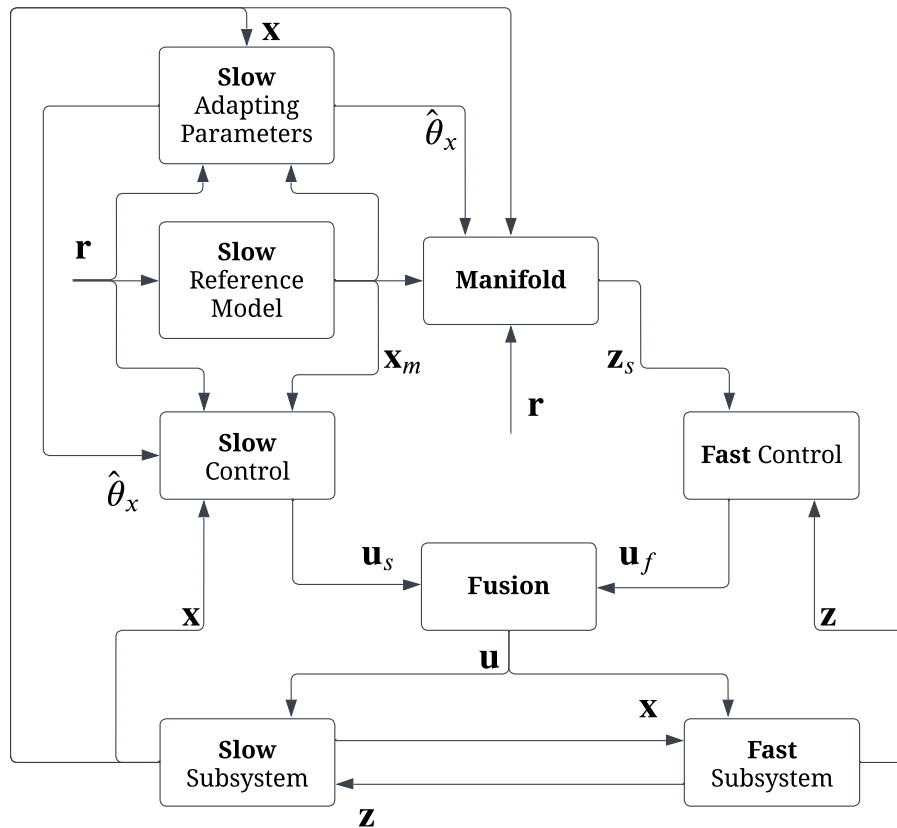 x
Slow
Adapting
Parameters
θ̂ₓ
r
Slow
Reference
Model
Manifold
xₘ
zₛ
r
Slow
Control
Fast Control
θ̂ₓ
uₛ
Fusion
u_f
x
z
u
x
Slow
Subsystem
Fast
Subsystem
z